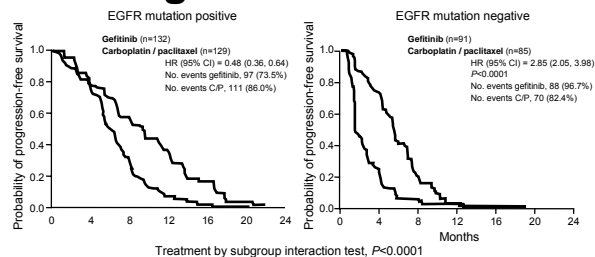 EGFR mutation positive
Gefitinib (n=132)
Carboplatin / paclitaxel (n=129)
HR (95% CI) = 0.48 (0.36, 0.64)
No. events gefitinib, 97 (73.5%)
No. events C/P, 111 (86.0%)
Probability of progression-free survival
1.0
0.8
0.6
0.4
0.2
0.0
0 4 8 12 16 20 24
EGFR mutation negative
Gefitinib (n=91)
Carboplatin / paclitaxel (n=85)
HR (95% CI) = 2.85 (2.05, 3.98)
P<0.0001
No. events gefitinib, 88 (96.7%)
No. events C/P, 70 (82.4%)
Probability of progression-free survival
1.0
0.8
0.6
0.4
0.2
0.0
0 4 8 12 16 20 24
Months
Treatment by subgroup interaction test, P<0.0001